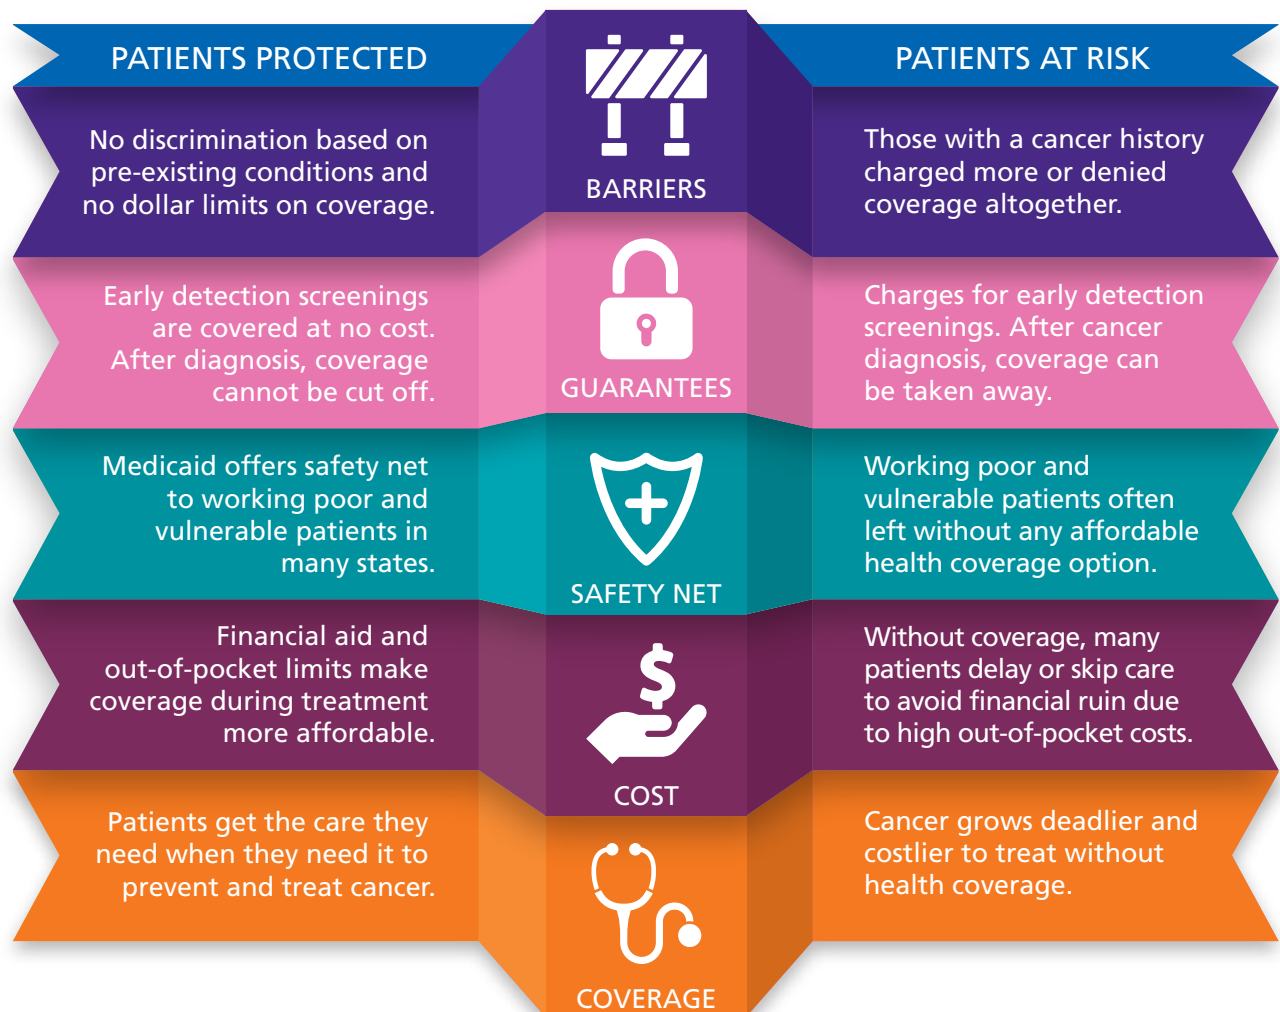 PATIENTS PROTECTED
PATIENTS AT RISK
No discrimination based on
pre-existing conditions and
no dollar limits on coverage.
BARRIERS
Those with a cancer history
charged more or denied
coverage altogether.
Early detection screenings
are covered at no cost.
After diagnosis, coverage
cannot be cut off.
GUARANTEES
Charges for early detection
screenings. After cancer
diagnosis, coverage can
be taken away.
Medicaid offers safety net
to working poor and
vulnerable patients in
many states.
SAFETY NET
Working poor and
vulnerable patients often
left without any affordable
health coverage option.
Financial aid and
out-of-pocket limits make
coverage during treatment
more affordable.
$
COST
Without coverage, many
patients delay or skip care
to avoid financial ruin due
to high out-of-pocket costs.
Patients get the care they
need when they need it to
prevent and treat cancer.
COVERAGE
Cancer grows deadlier and
costlier to treat without
health coverage.